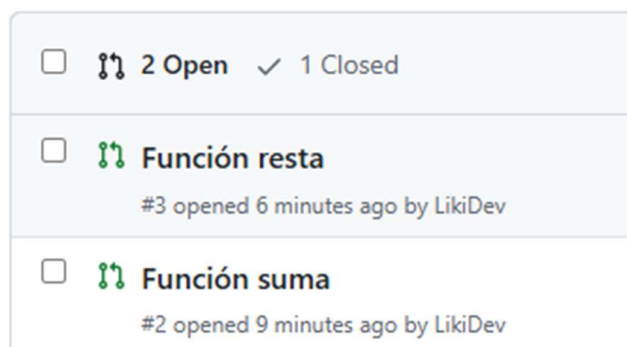 2 Open 1 Closed
Función resta
#3 opened 6 minutes ago by LikiDev
Función suma
#2 opened 9 minutes ago by LikiDev